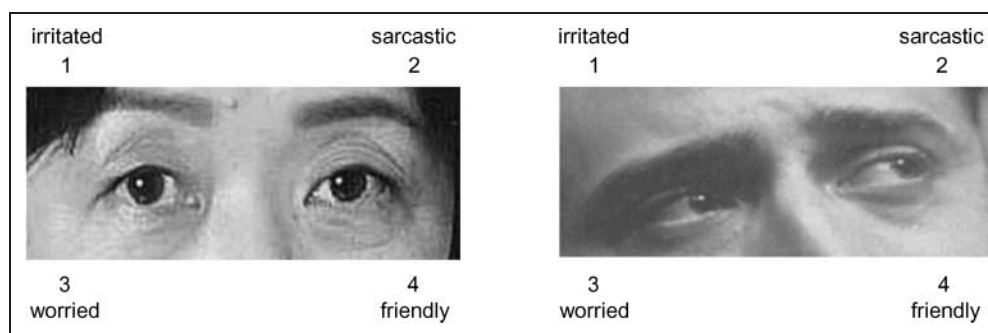 irritated sarcastic irritated sarcastic
1 2 1 2
3 4 3 4
worried friendly worried friendly